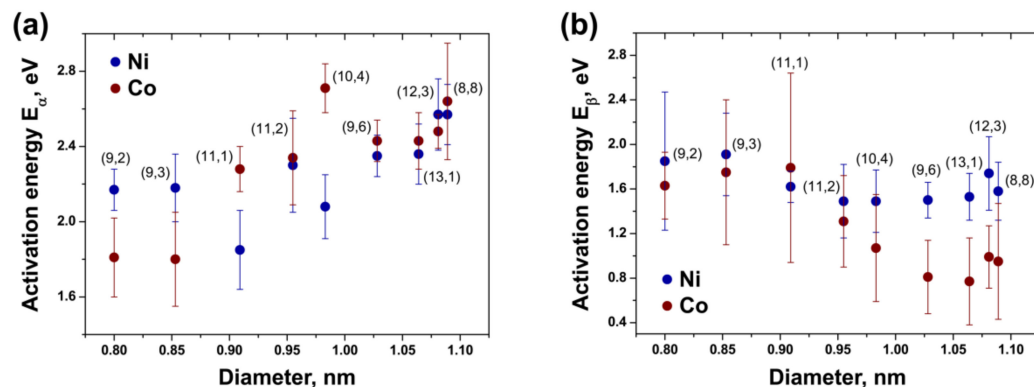 (a)
Activation energy Eα, eV
2.8
2.4
2.0
1.6
Ni
Co
(9,2)
(9,3)
(11,1)
(11,2)
(10,4)
(9,6)
(12,3)
(13,1)
(8,8)
0.80 0.85 0.90 0.95 1.00 1.05 1.10
Diameter, nm
(b)
Activation energy Eβ, eV
2.8
2.4
2.0
1.6
1.2
0.8
0.4
(9,2)
(9,3)
(11,1)
(11,2)
(10,4)
(9,6)
(13,1)
(12,3)
(8,8)
Ni
Co
0.80 0.85 0.90 0.95 1.00 1.05 1.10
Diameter, nm